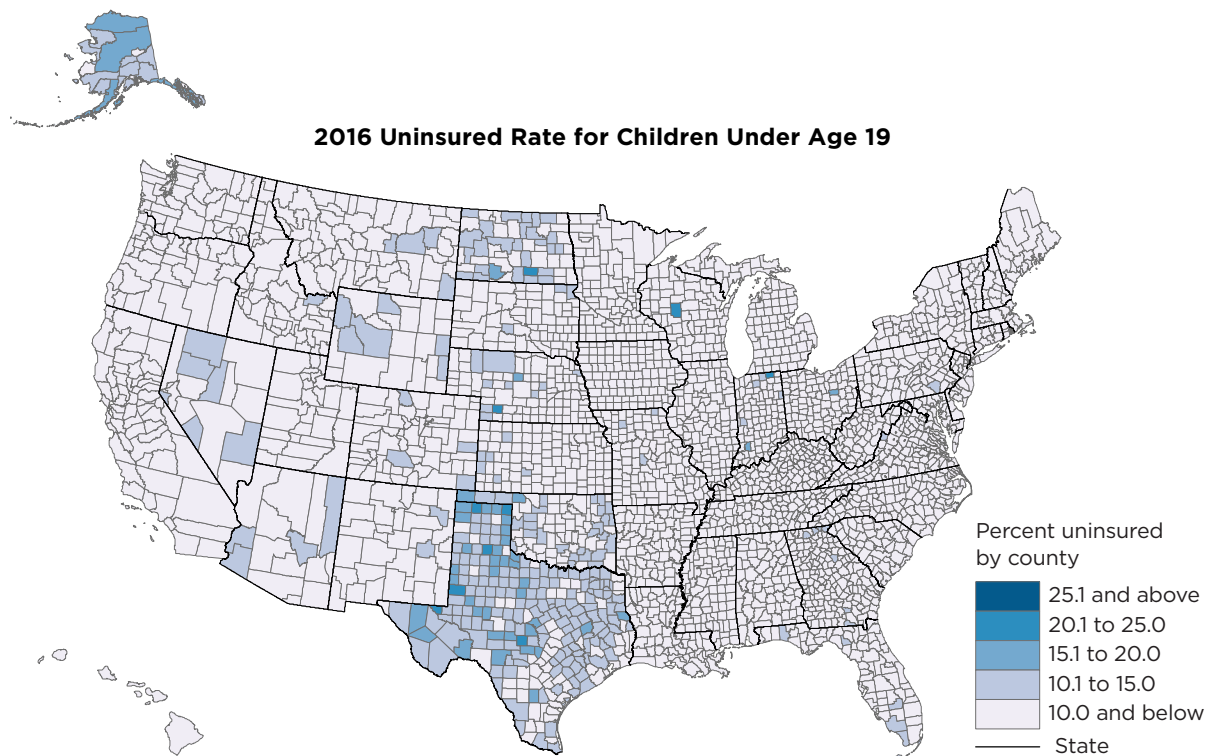 2016 Uninsured Rate for Children Under Age 19
Percent uninsured
by county
25.1 and above
20.1 to 25.0
15.1 to 20.0
10.1 to 15.0
10.0 and below
State